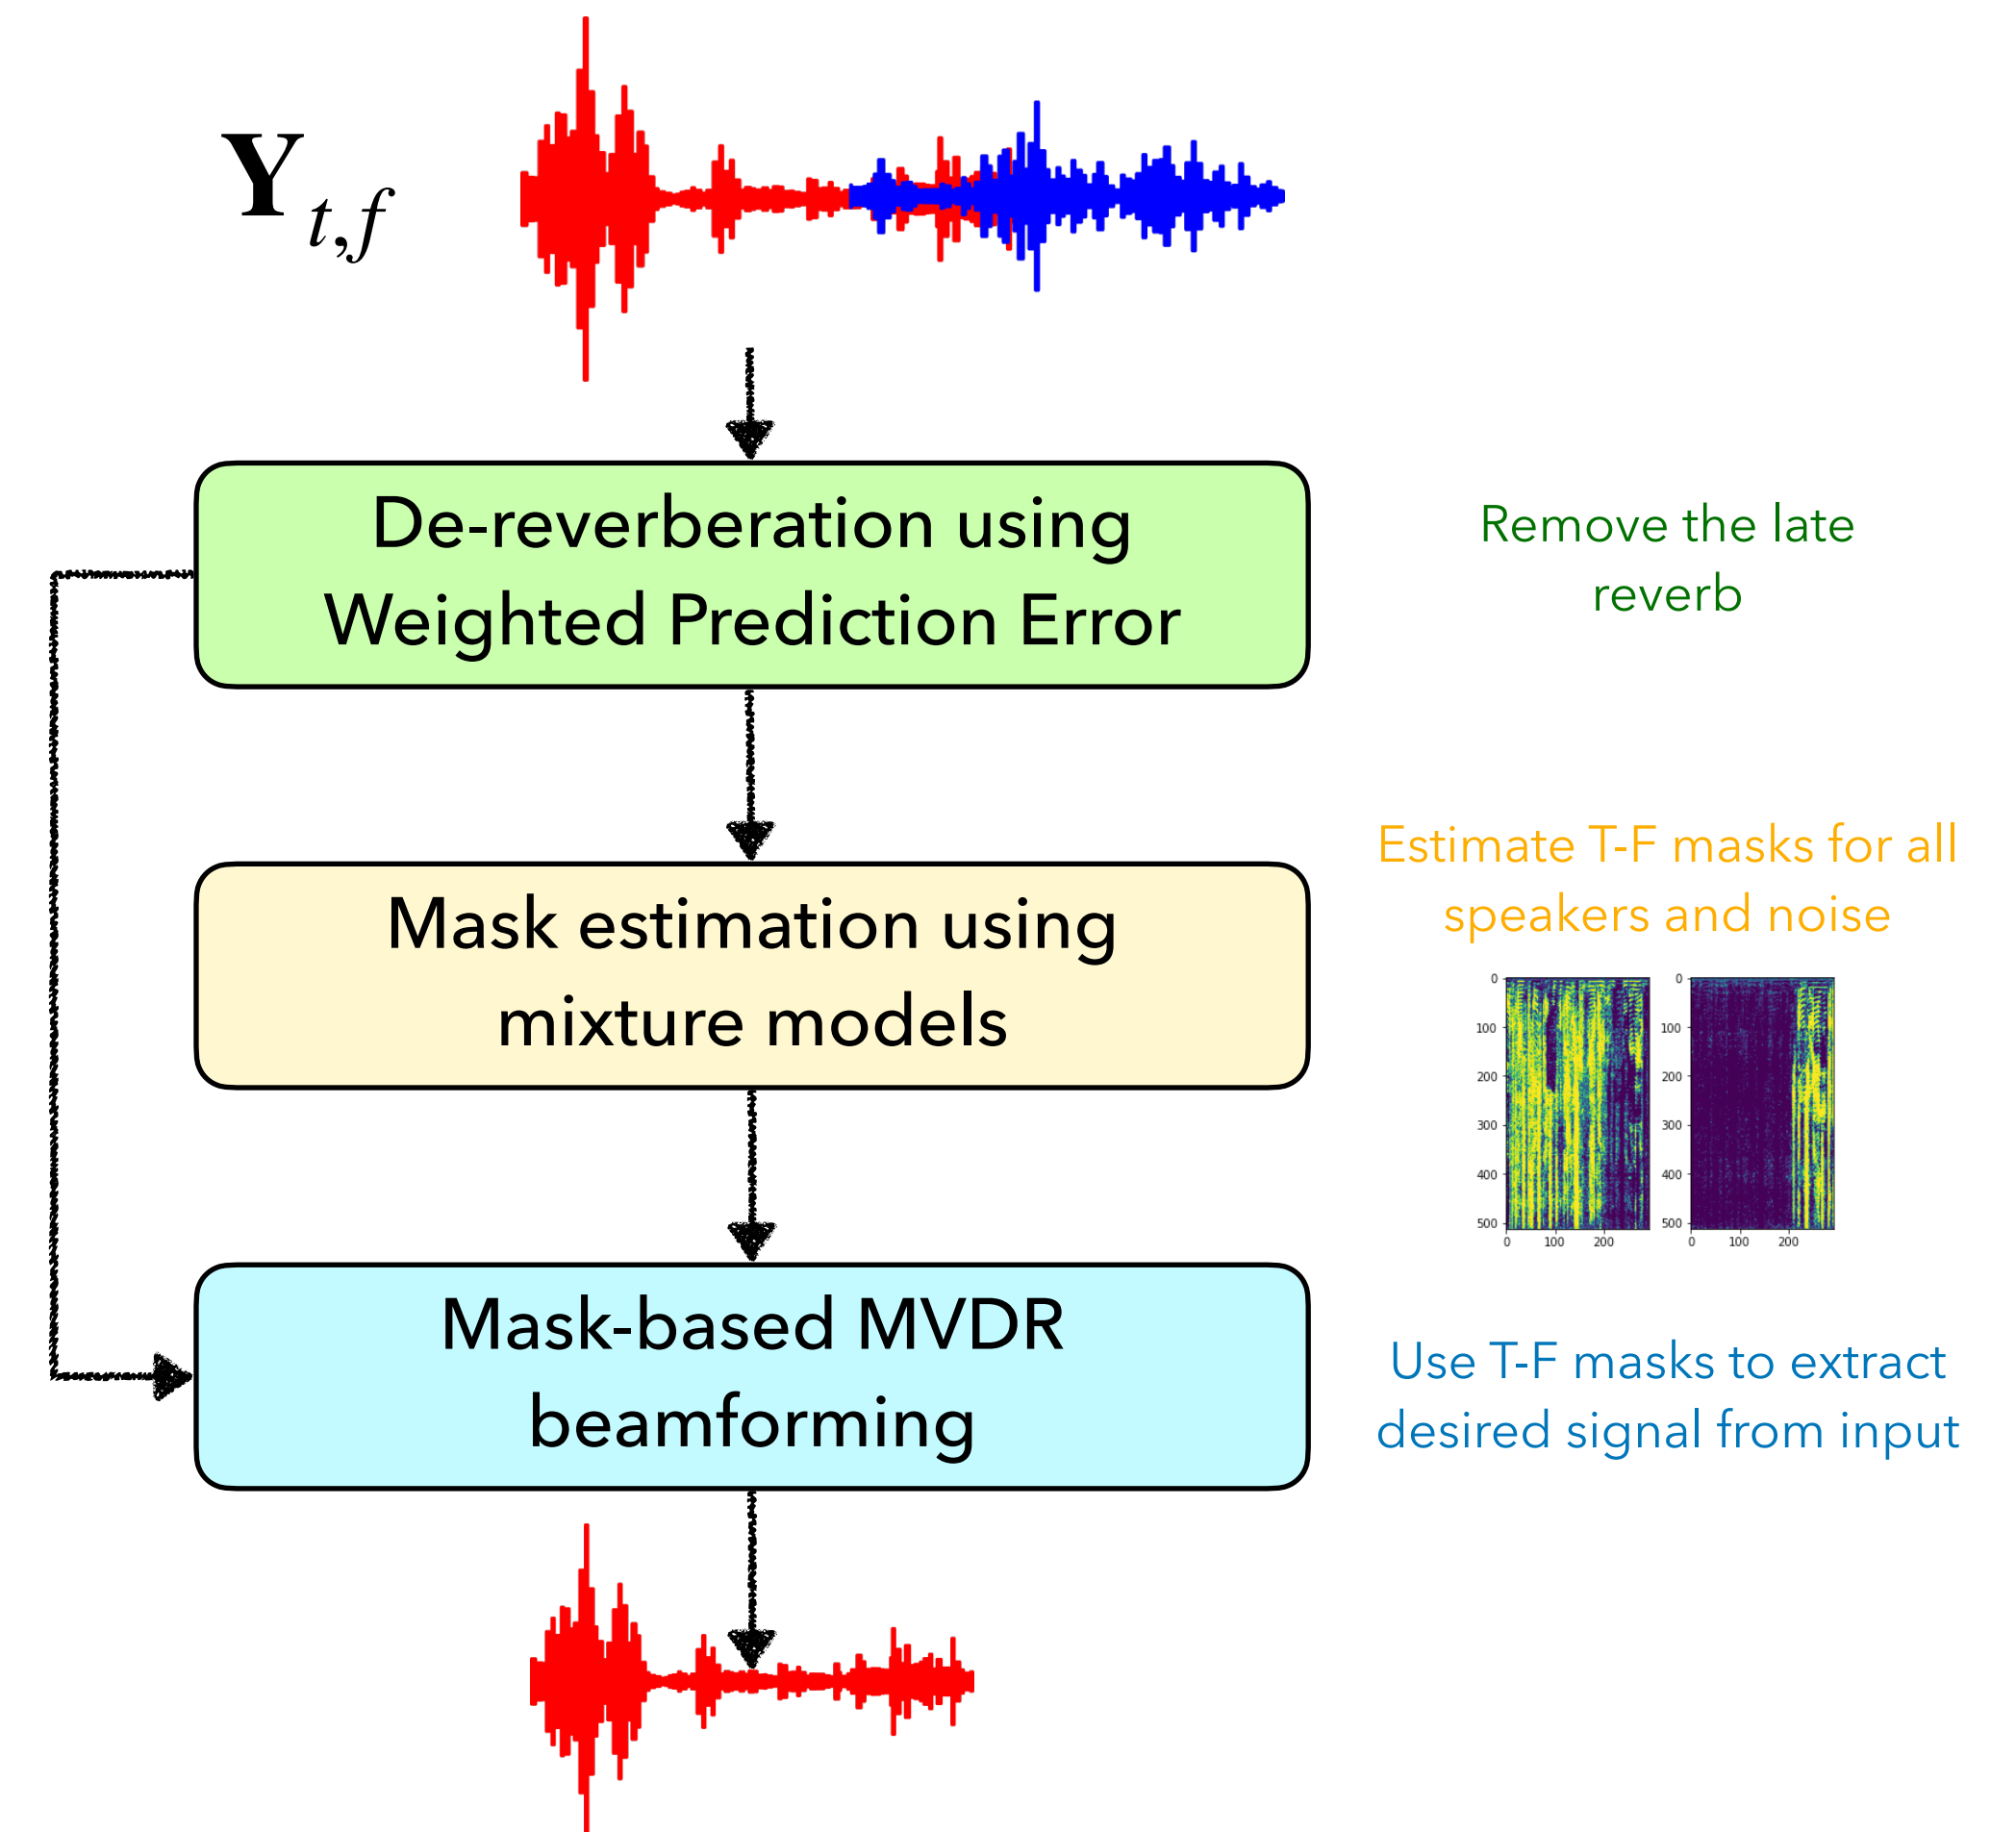 Y t,f
De-reverberation using
Weighted Prediction Error
Remove the late
reverb
Mask estimation using
mixture models
Estimate T-F masks for all
speakers and noise
0
100
200
300
400
500
0 100 200
0
100
200
300
400
500
0 100 200
Mask-based MVDR
beamforming
Use T-F masks to extract
desired signal from input